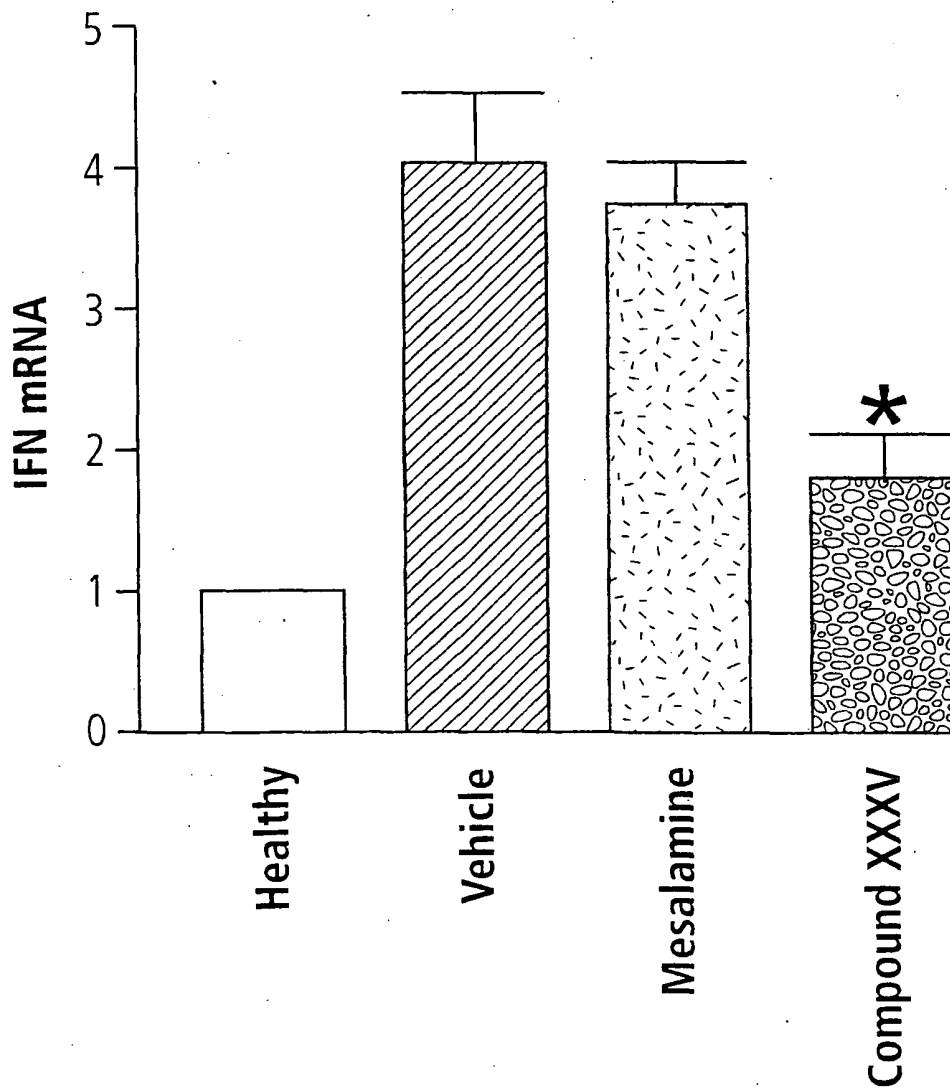 5
4
3
2
1
0
IFN mRNA
*
Healthy
Vehicle
Mesalamine
Compound XXXV